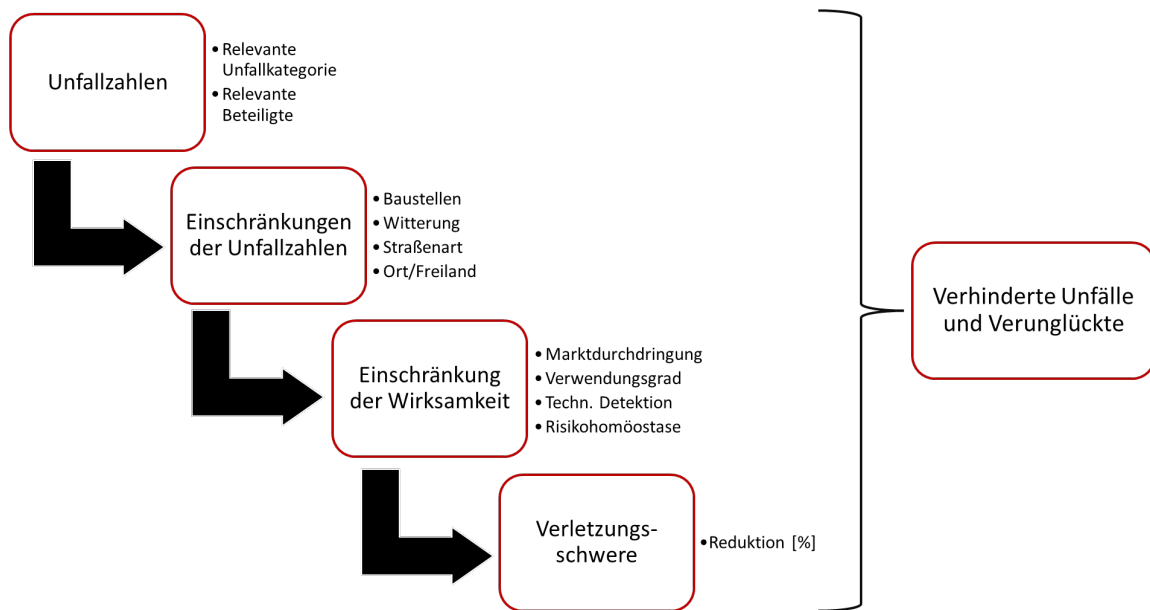 Unfallzahlen
• Relevante
Unfallkategorie
• Relevante
Beteiligte
Einschränkungen
der Unfallzahlen
• Baustellen
• Witterung
• Straßenart
• Ort/Freiland
Einschränkung
der Wirksamkeit
• Marktdurchdringung
• Verwendungsgrad
• Techn. Detektion
• Risikohomöostase
Verletzungs-
schwere
• Reduktion [%]
Verhinderte Unfälle
und Verunglückte